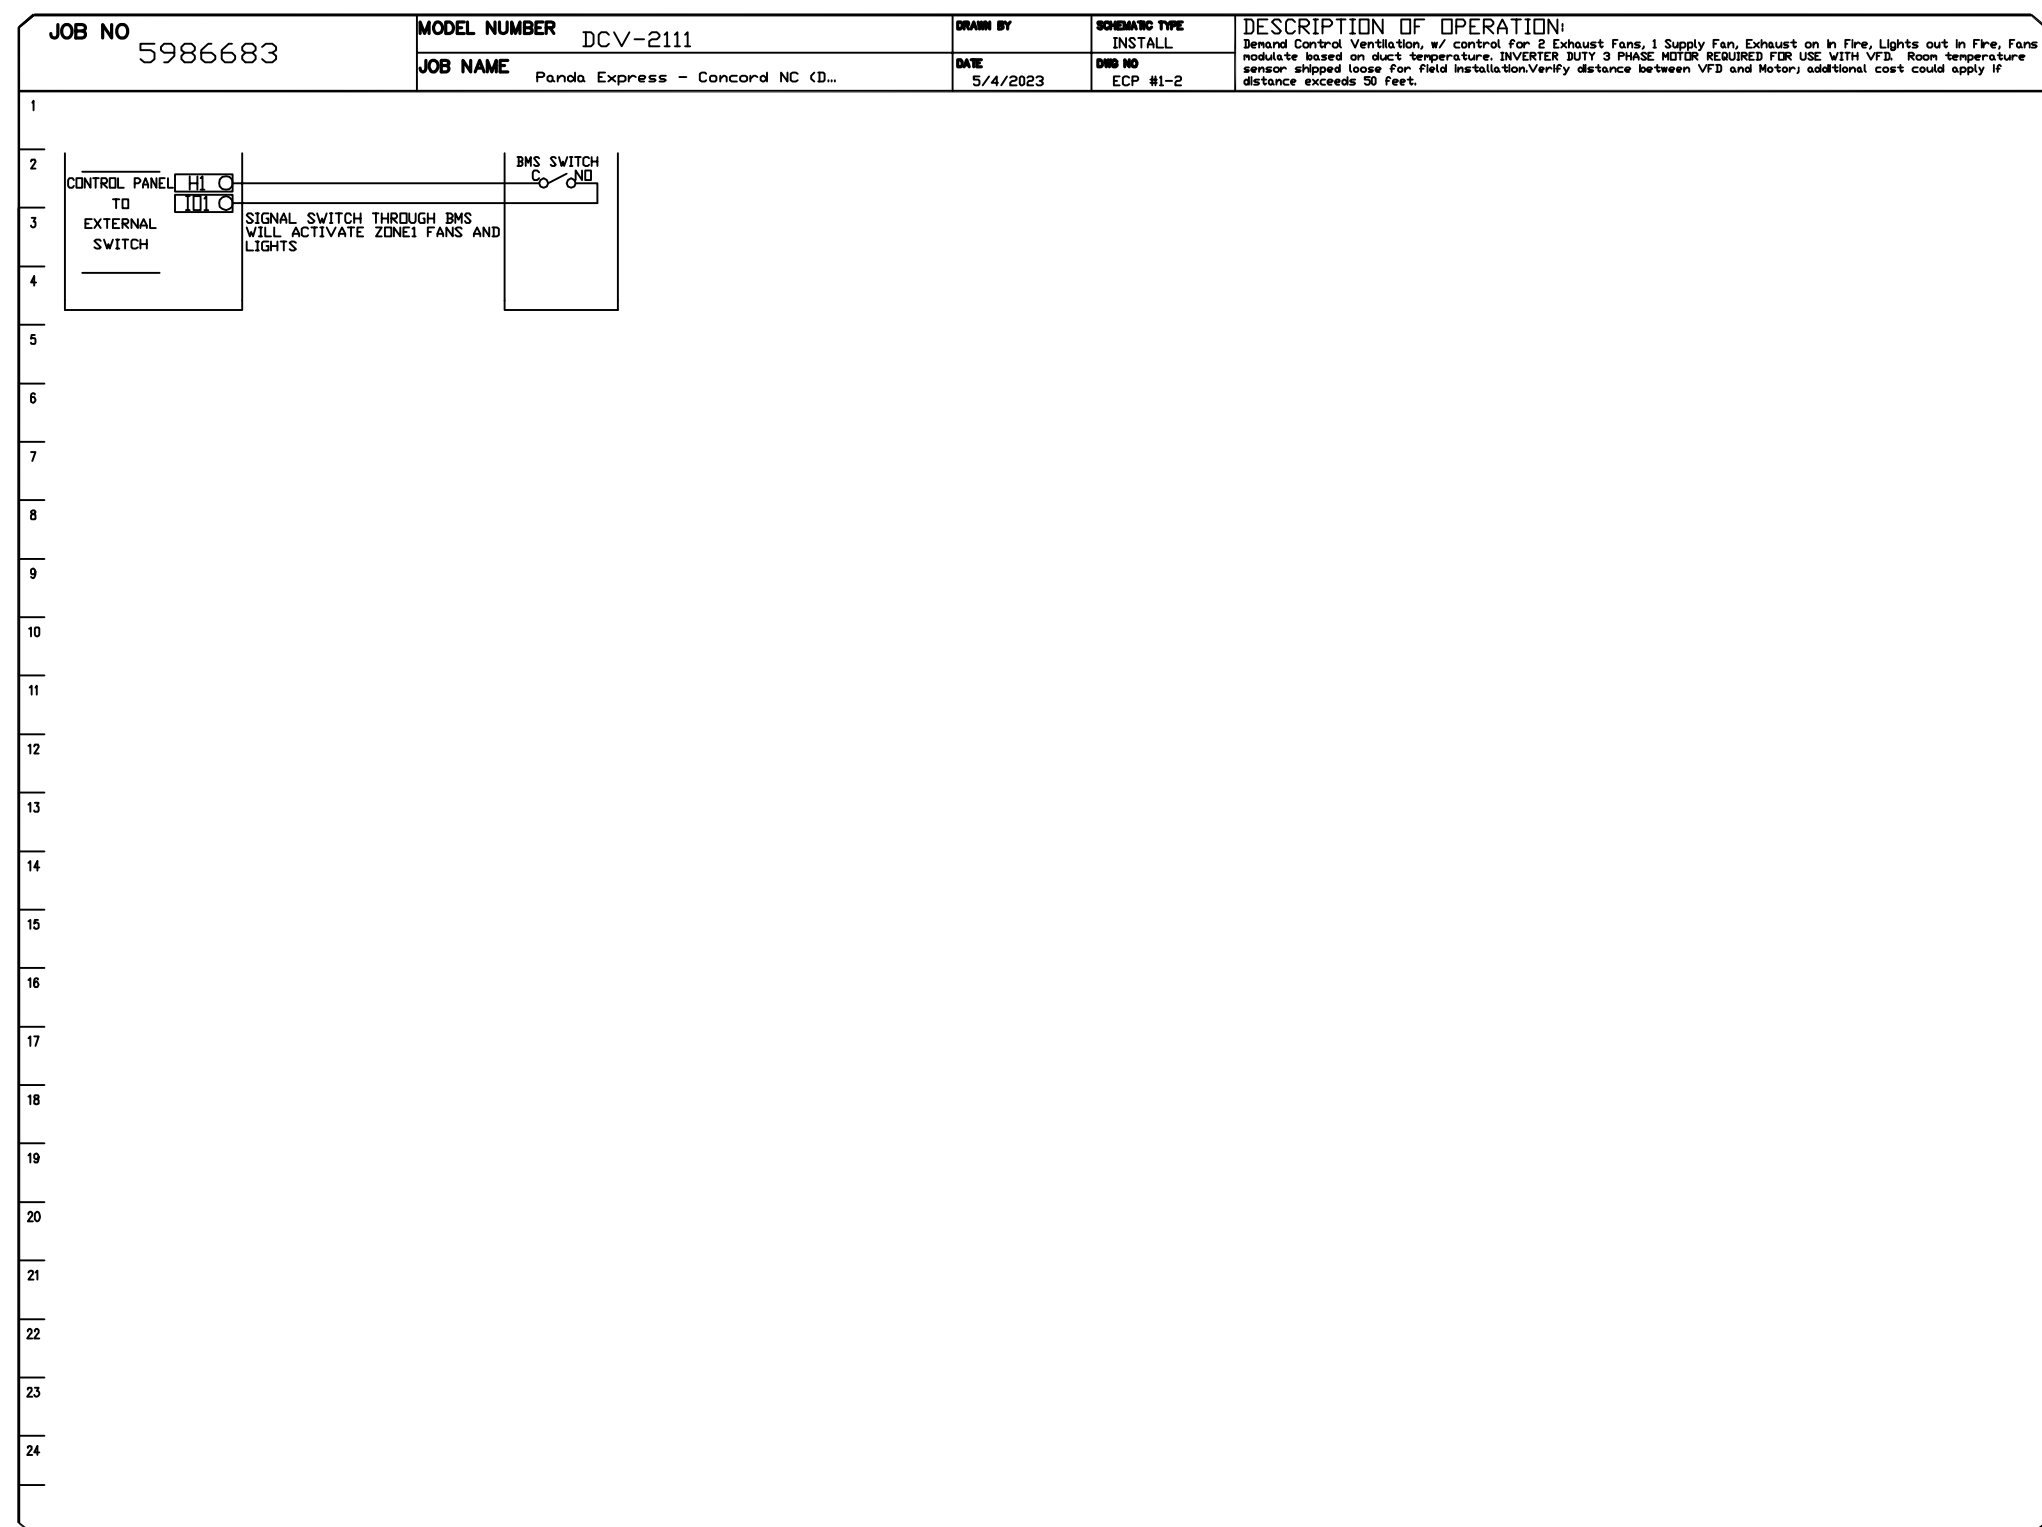 JOB NO
5986683
MODEL NUMBER
DCV-2111
JOB NAME
Panda Express - Concord NC (D...
DRAWN BY
DATE
5/4/2023
SCHEMATIC TYPE
INSTALL
DWG NO
ECP #1-2
DESCRIPTION OF OPERATION:
Demand Control Ventilation, w/ control for 2 Exhaust Fans, 1 Supply Fan, Exhaust on in Fire, Lights out in Fire, Fans
modulate based on duct temperature. INVERTER DUTY 3 PHASE MOTOR REQUIRED FOR USE WITH VFD. Room temperature
sensor shipped loose for field installation.Verify distance between VFD and Motor; additional cost could apply if
distance exceeds 50 feet.
1
2
3
4
5
6
7
8
9
10
11
12
13
14
15
16
17
18
19
20
21
22
23
24
CONTROL PANEL
TO
EXTERNAL
SWITCH
H1
IO1
SIGNAL SWITCH THROUGH BMS
WILL ACTIVATE ZONE1 FANS AND
LIGHTS
BMS SWITCH
C NO